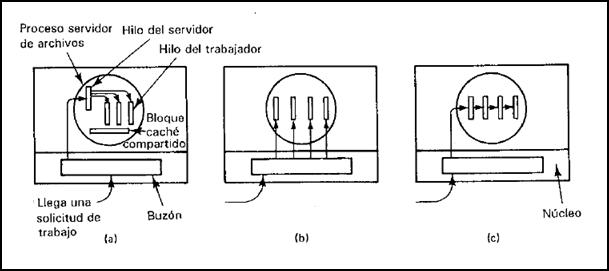 Proceso servidor
de archivos
Hilo del servidor
Hilo del trabajador
Bloque
caché
compartido
Llega una
solicitud de
trabajo
Buzón
Núcleo
(a)
(b)
(c)